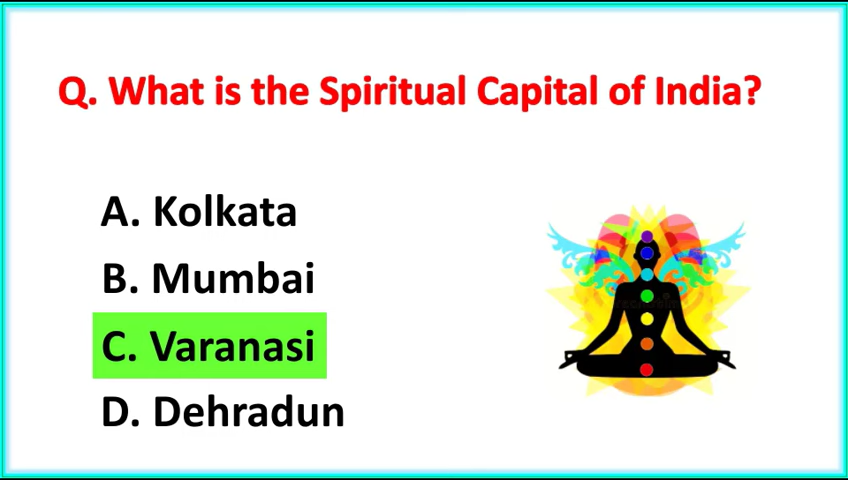 Q. What is the Spiritual Capital of India?
A. Kolkata
B. Mumbai
C. Varanasi
D. Dehradun